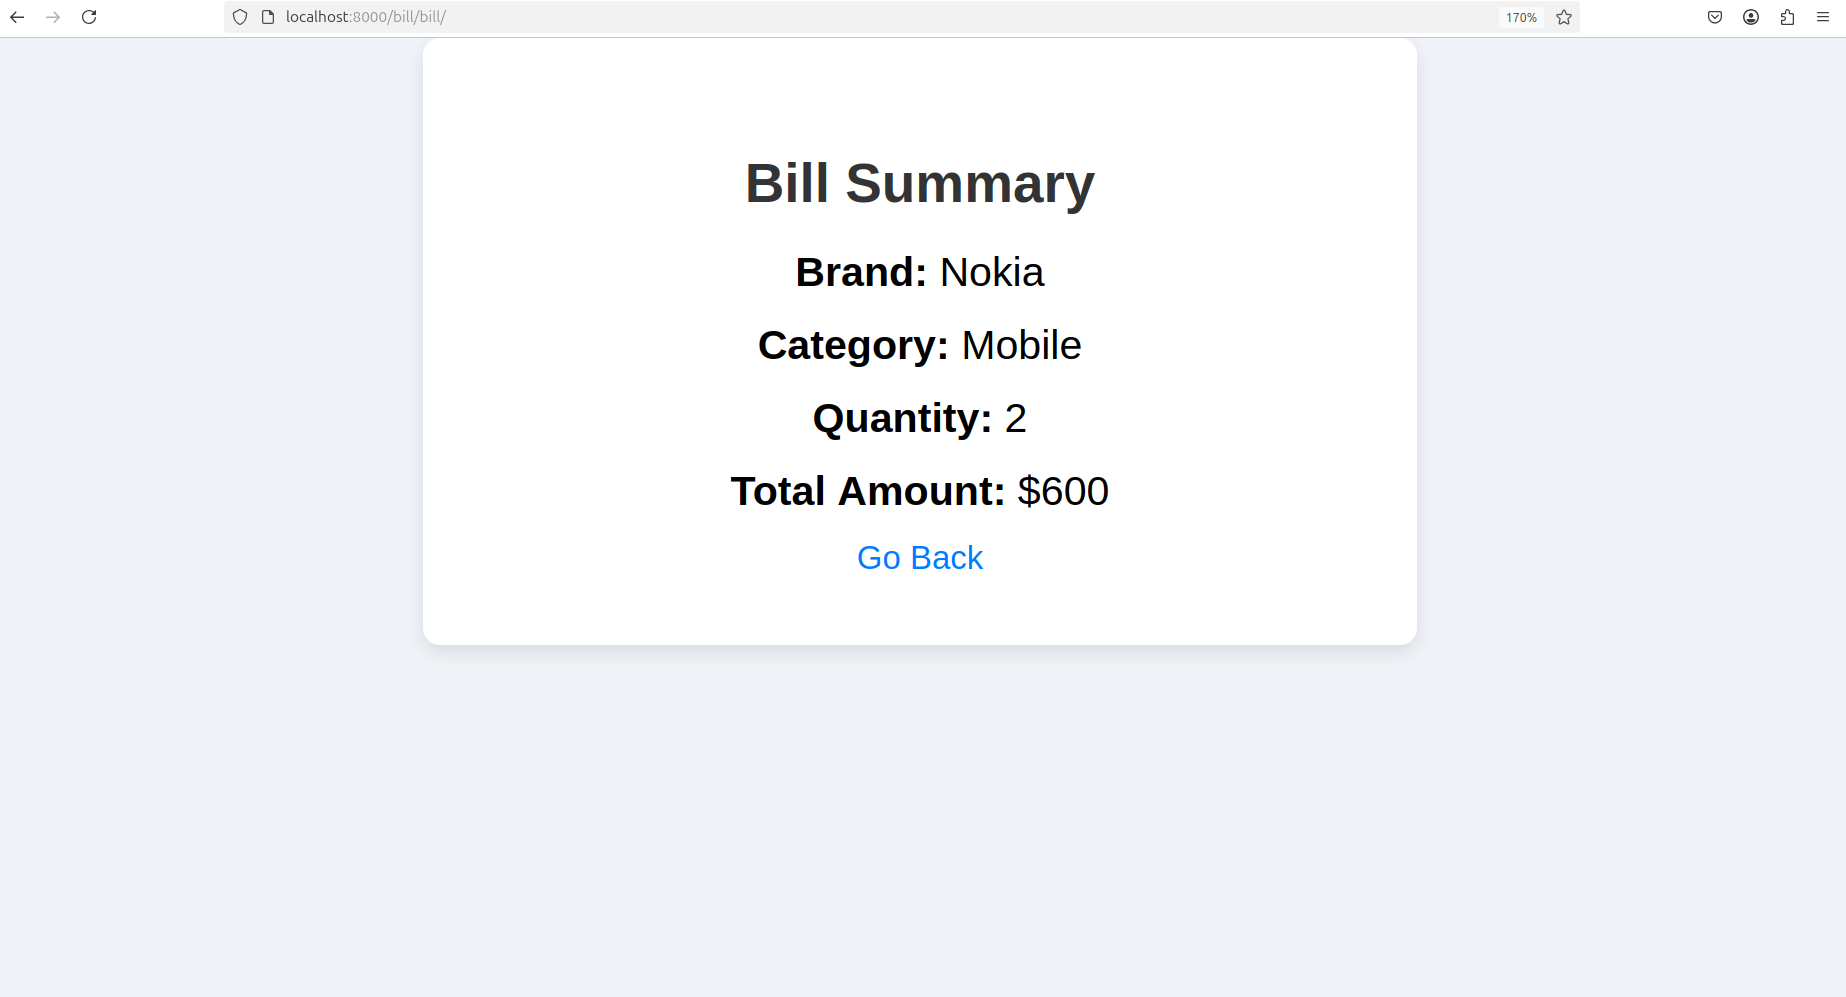 localhost:8000/bill/bill/
170%
Bill Summary
Brand: Nokia
Category: Mobile
Quantity: 2
Total Amount: $600
Go Back